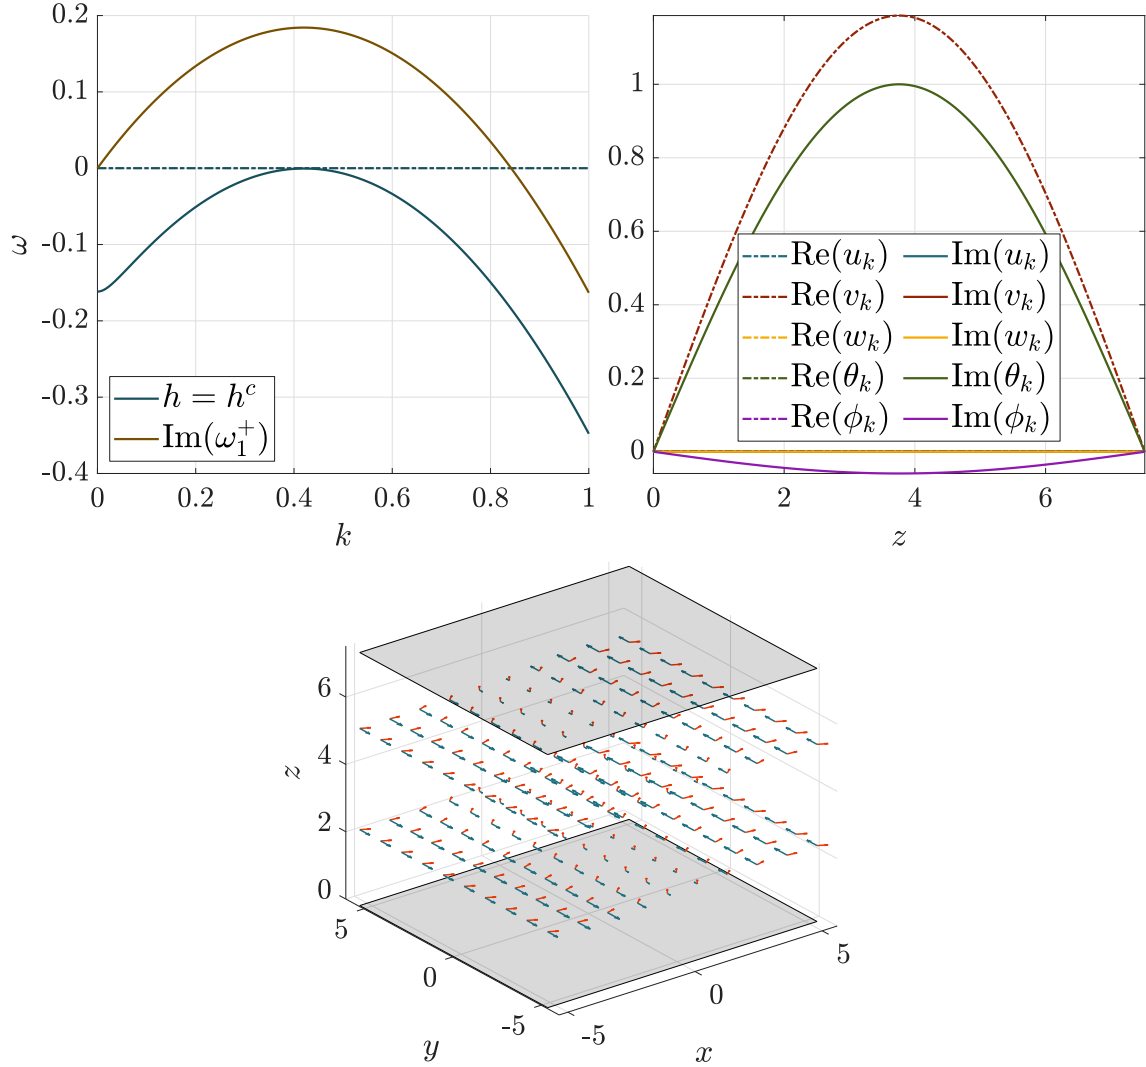 0.2
0.1
0
-0.1
-0.2
-0.3
-0.4
ω
h = h^c
Im(ω_1^+)
0 0.2 0.4 0.6 0.8 1
k
1
0.8
0.6
0.4
0.2
0
Re(u_k) Im(u_k)
Re(v_k) Im(v_k)
Re(w_k) Im(w_k)
Re(θ_k) Im(θ_k)
Re(ϕ_k) Im(ϕ_k)
0 2 4 6
z
6
4
2
0
z
5
0
-5
y
-5
0
5
x